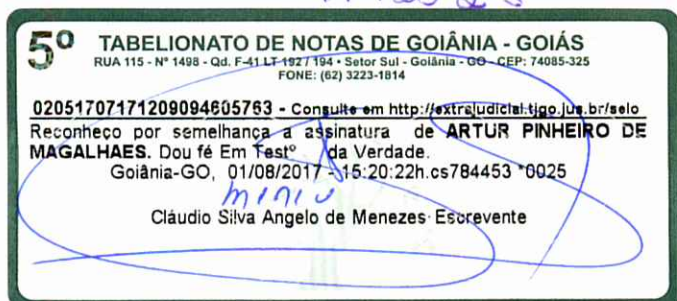 5º TABELIONATO DE NOTAS DE GOIÂNIA - GOIÁS
RUA 115 - Nº 1498 - Qd. F-41 LT 192 / 194 • Setor Sul - Goiânia - GO - CEP: 74085-325
FONE: (62) 3223-1814
02051707171209094605763 - Consulte em http://extrajudicial.tjgo.jus.br/selo
Reconheço por semelhança a assinatura de ARTUR PINHEIRO DE
MAGALHAES. Dou fé Em Testº da Verdade.
Goiânia-GO, 01/08/2017 - 15:20:22h.cs784453 *0025
Cláudio Silva Angelo de Menezes Escrevente